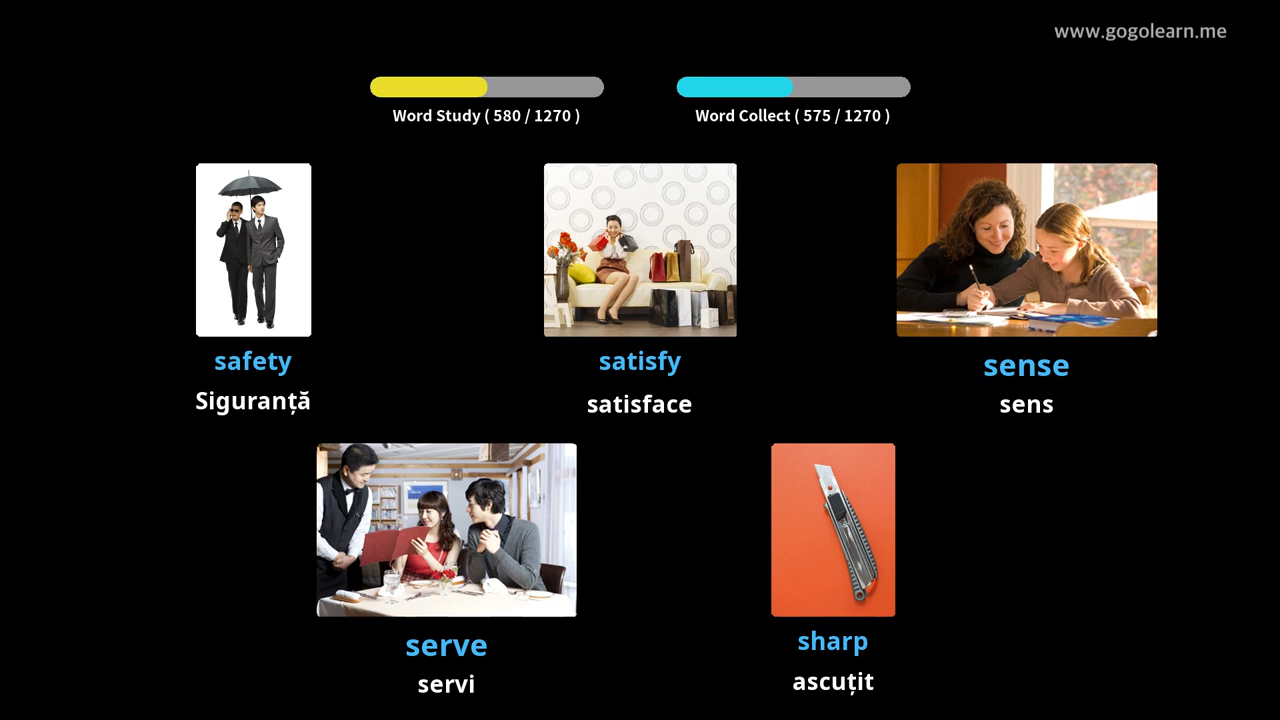 www.gogolearn.me
Word Study ( 580 / 1270 )
Word Collect ( 575 / 1270 )
safety
Siguranță
satisfy
satisface
sense
sens
serve
servi
sharp
ascuțit